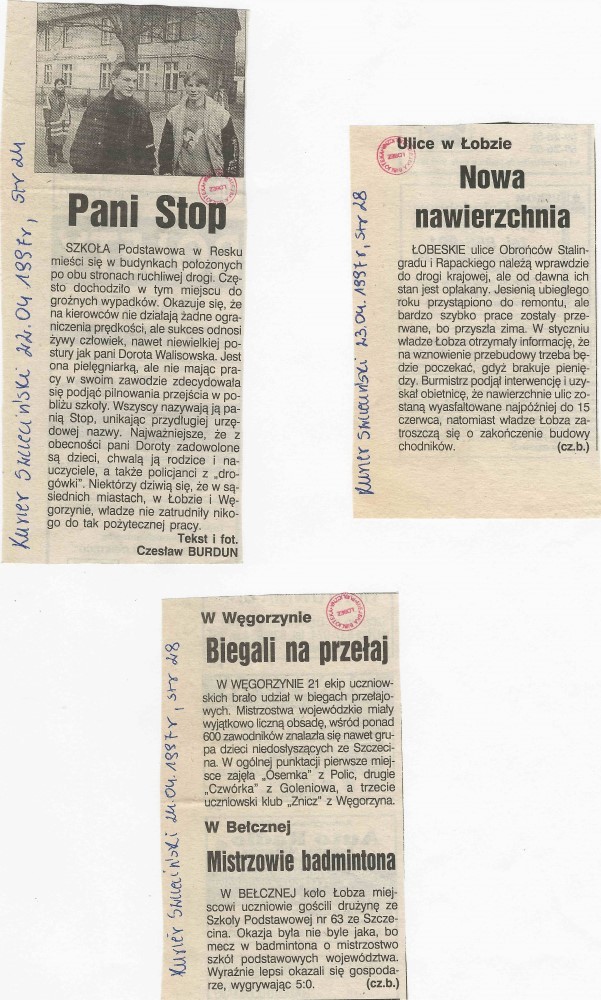 Kurier Szczeciński 22.04 1997r, str 24
Pani Stop
SZKOŁA Podstawowa w Resku
mieści się w budynkach położonych
po obu stronach ruchliwej drogi. Czę-
sto dochodziło w tym miejscu do
groźnych wypadków. Okazuje się, że
na kierowców nie działają żadne ogra-
niczenia prędkości, ale sukces odnosi
żywy człowiek, nawet niewielkiej po-
stury jak pani Dorota Walisowska. Jest
ona pielęgniarką, ale nie mając pra-
cy w swoim zawodzie zdecydowała
się podjąć pilnowania przejścia w po-
bliżu szkoły. Wszyscy nazywają ją pa-
nią Stop, unikając przydługiej urzę-
dowej nazwy. Najważniejsze, że z
obecności pani Doroty zadowolone
są dzieci, chwalą ją rodzice i na-
uczyciele, a także policjanci z „dro-
gówki”. Niektórzy dziwią się, że w są-
siednich miastach, w Łobzie i Wę-
gorzynie, władze nie zatrudniły niko-
go do tak pożytecznej pracy.
Tekst i fot.
Czesław BURDUN
Kurier Szczeciński 23.04.1997r, str 28
Ulice w Łobzie
Nowa
nawierzchnia
ŁOBESKIE ulice Obrońców Stalin-
gradu i Rapackiego należą wprawdzie
do drogi krajowej, ale od dawna ich
stan jest opłakany. Jesienią ubiegłego
roku przystąpiono do remontu, ale
bardzo szybko prace zostały prze-
rwane, bo przyszła zima. W styczniu
władze Łobza otrzymały informację, że
na wznowienie przebudowy trzeba bę-
dzie poczekać, gdyż brakuje pienię-
dzy. Burmistrz podjął interwencję i uzy-
skał obietnicę, że nawierzchnie ulic zo-
staną wyasfaltowane najpóźniej do 15
czerwca, natomiast władze Łobza za-
troszczą się o zakończenie budowy
chodników. (cz.b.)
Kurier Szczeciński 24.04.1997r, str 28
W Węgorzynie
Biegali na przełaj
W WĘGORZYNIE 21 ekip uczniow-
skich brało udział w biegach przełajo-
wych. Mistrzostwa wojewódzkie miały
wyjątkowo liczną obsadę, wśród ponad
600 zawodników znalazła się nawet gru-
pa dzieci niedosłyszących ze Szczeci-
na. W ogólnej punktacji pierwsze miej-
sce zajęła „Ósemka” z Polic, drugie
„Czwórka” z Goleniowa, a trzecie
uczniowski klub „Znicz” z Węgorzyna.
W Bełcznej
Mistrzowie badmintona
W BEŁCZNEJ koło Łobza miej-
scowi uczniowie gościli drużynę ze
Szkoły Podstawowej nr 63 ze Szcze-
cina. Okazja była nie byle jaka, bo
mecz w badmintona o mistrzostwo
szkół podstawowych województwa.
Wyraźnie lepsi okazali się gospoda-
rze, wygrywając 5:0. (cz.b.)